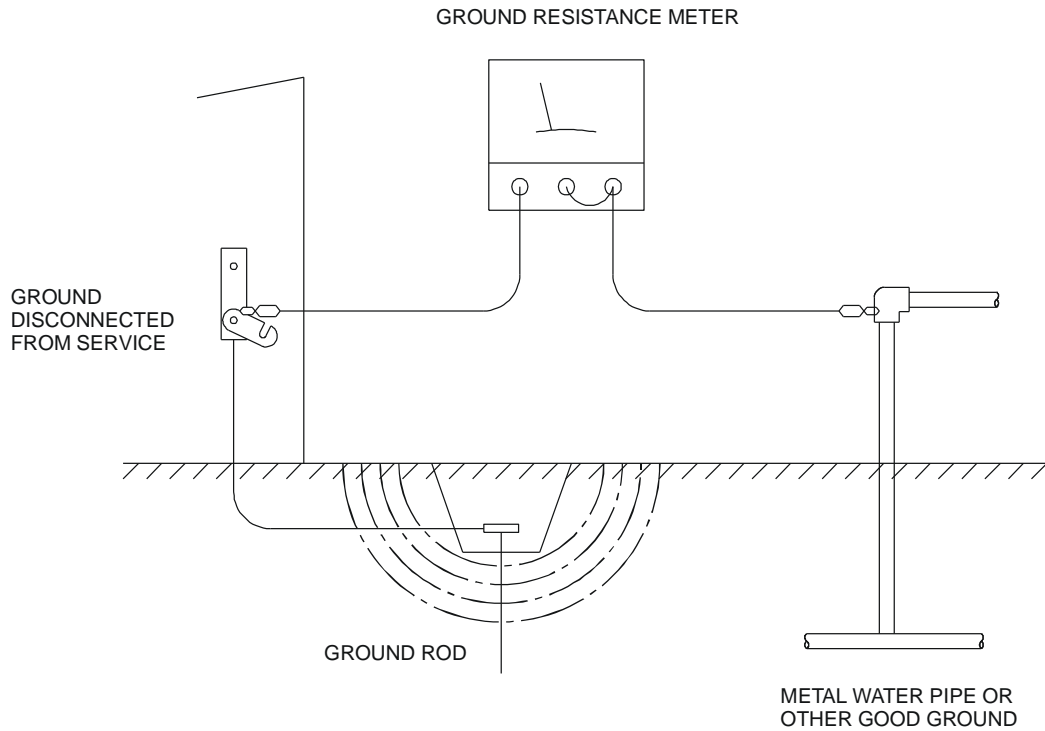 GROUND RESISTANCE METER
GROUND
DISCONNECTED
FROM SERVICE
GROUND ROD
METAL WATER PIPE OR
OTHER GOOD GROUND